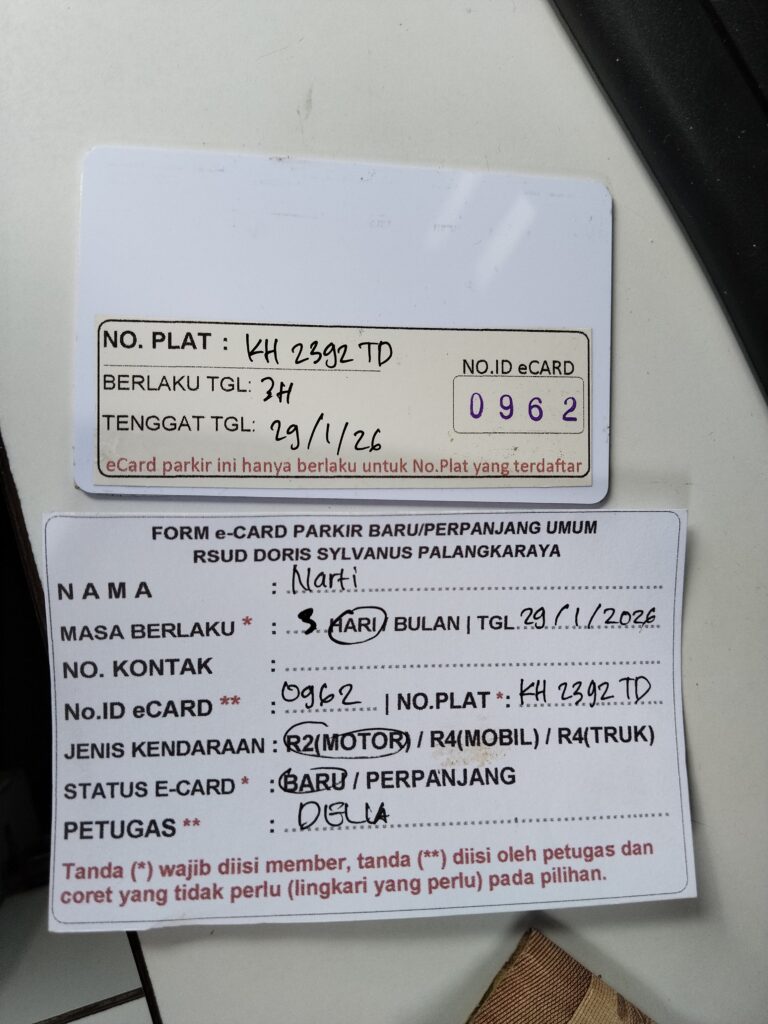 NO. PLAT : KH 2392 TD
BERLAKU TGL: 3H
NO.ID eCARD
0962
TENGGAT TGL: 29/1/26
eCard parkir ini hanya berlaku untuk No.Plat yang terdaftar
FORM e-CARD PARKIR BARU/PERPANJANG UMUM
RSUD DORIS SYLVANUS PALANGKARAYA
NAMA : Narti
MASA BERLAKU * : 3 HARI / BULAN | TGL. 29/1/2026
NO. KONTAK :
No.ID eCARD ** : 0962 | NO.PLAT *: KH 2392 TD
JENIS KENDARAAN : R2(MOTOR) / R4(MOBIL) / R4(TRUK)
STATUS E-CARD * : BARU / PERPANJANG
PETUGAS ** : DELLA
Tanda (*) wajib diisi member, tanda (**) diisi oleh petugas dan
coret yang tidak perlu (lingkari yang perlu) pada pilihan.